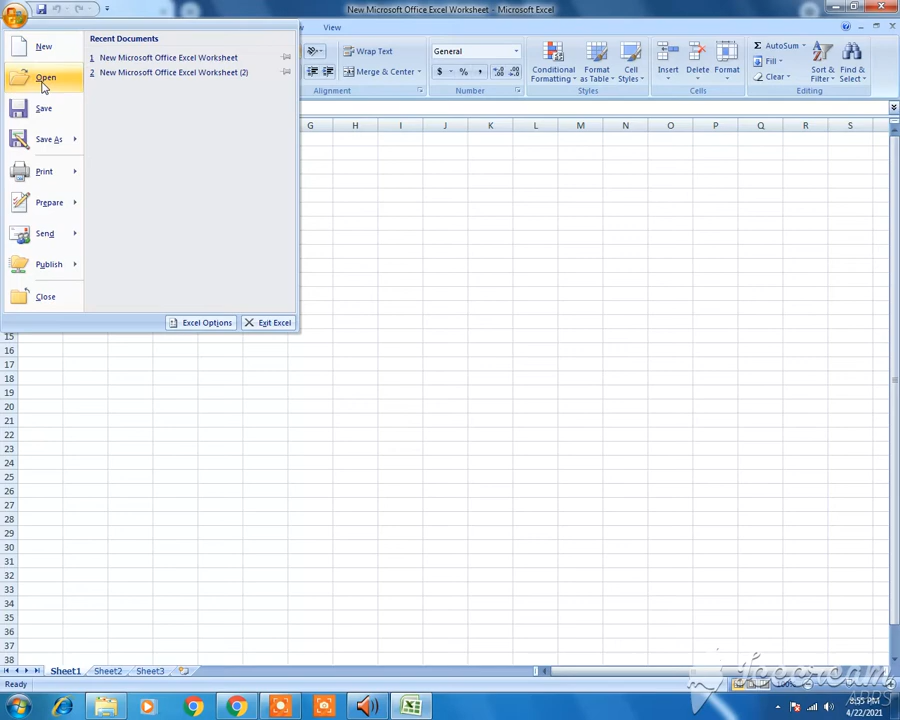 New Microsoft Office Excel Worksheet - Microsoft Excel
View
New
Open
Save
Save As
Print
Prepare
Send
Publish
Close
Recent Documents
1 New Microsoft Office Excel Worksheet
2 New Microsoft Office Excel Worksheet (2)
Excel Options
Exit Excel
Wrap Text
Merge & Center
Alignment
General
$ % ,
Number
Conditional Formatting
Format as Table
Cell Styles
Styles
Insert
Delete
Format
Cells
AutoSum
Fill
Clear
Sort & Filter
Find & Select
Editing
G H I J K L M N O P Q R S
15
16
17
18
19
20
21
22
23
24
25
26
27
28
29
30
31
32
33
34
35
36
37
38
Sheet1 Sheet2 Sheet3
Ready
100%
Icecream
APPS
8:55 PM
4/22/2021